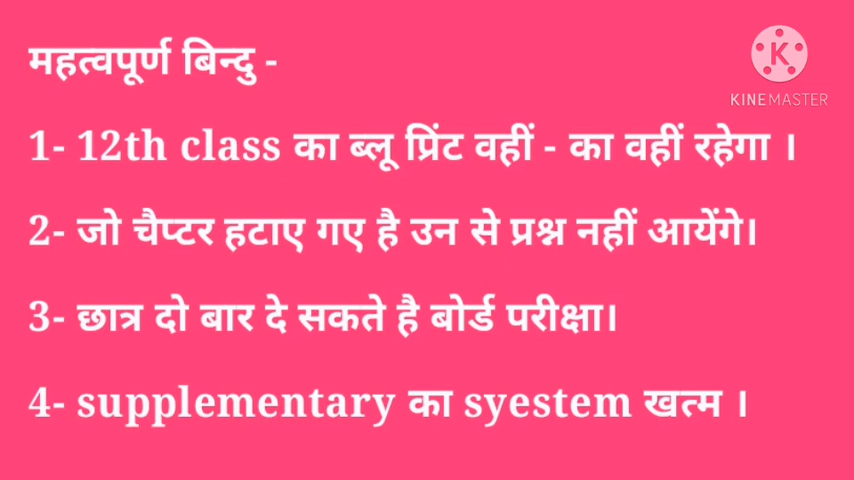 महत्वपूर्ण बिन्दु -
K
KINEMASTER
1- 12th class का ब्लू प्रिंट वहीं - का वहीं रहेगा ।
2- जो चैप्टर हटाए गए है उन से प्रश्न नहीं आयेंगे।
3- छात्र दो बार दे सकते है बोर्ड परीक्षा।
4- supplementary का syestem खत्म ।